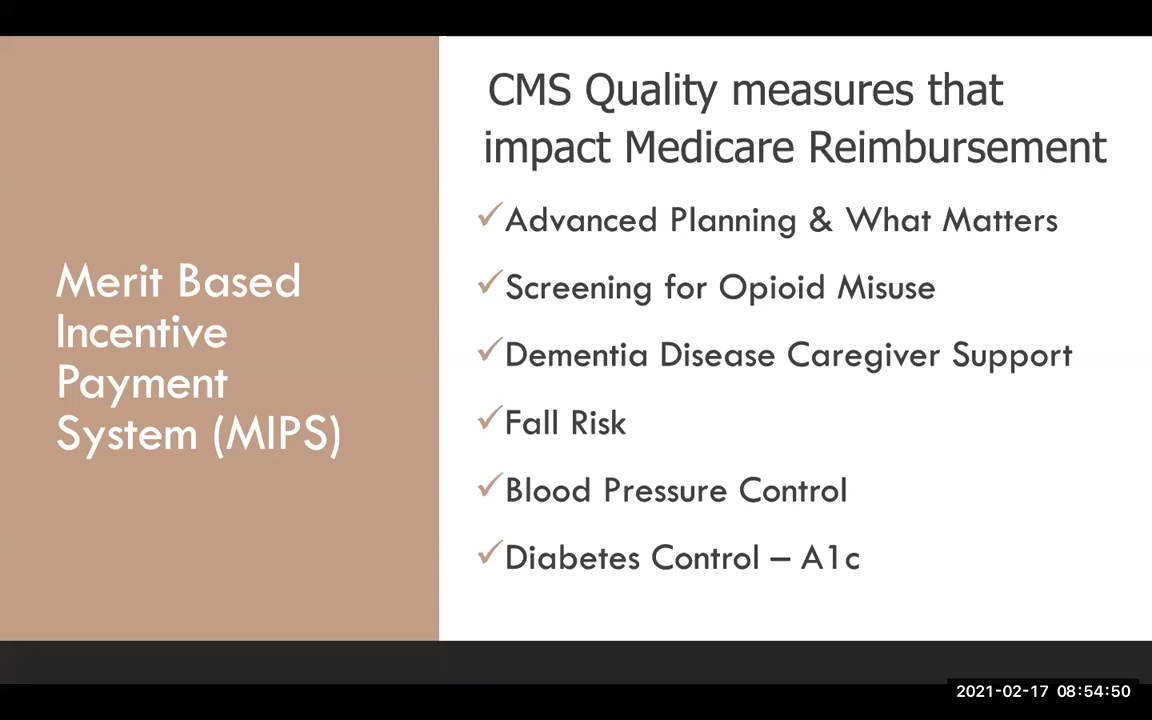 Merit Based
Incentive
Payment
System (MIPS)
CMS Quality measures that
impact Medicare Reimbursement
✓Advanced Planning & What Matters
✓Screening for Opioid Misuse
✓Dementia Disease Caregiver Support
✓Fall Risk
✓Blood Pressure Control
✓Diabetes Control – A1c
2021-02-17 08:54:50